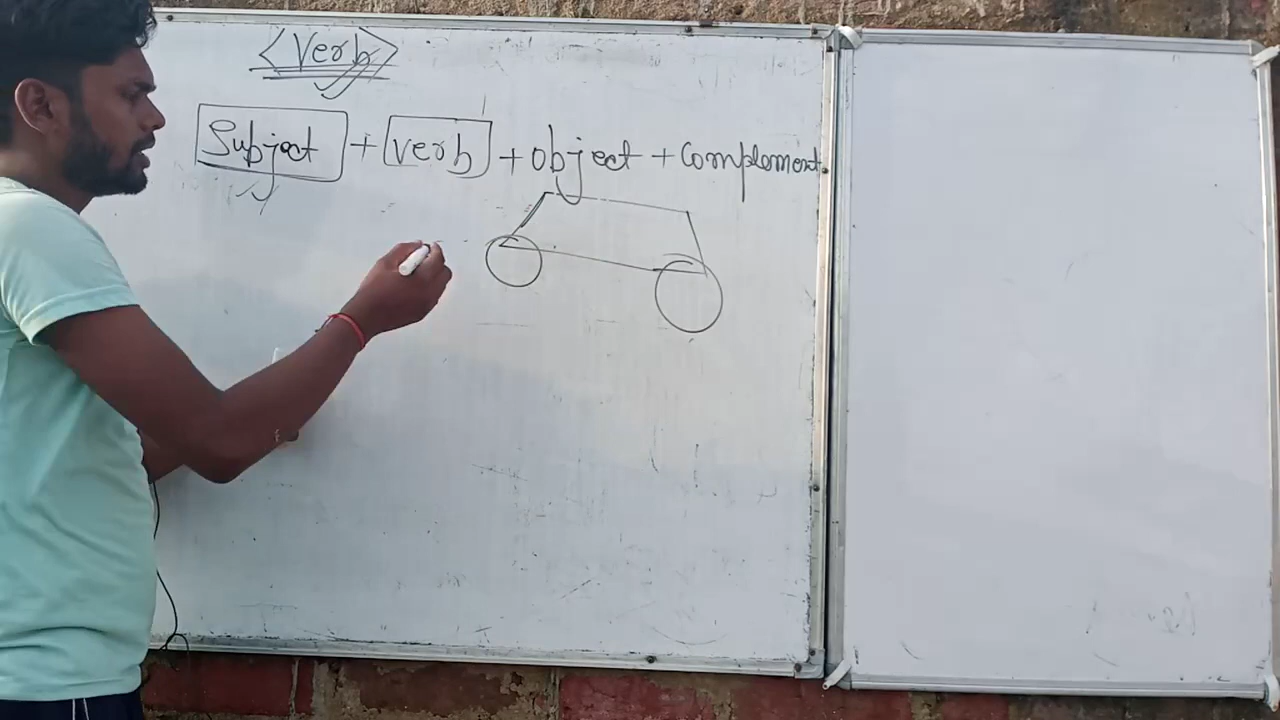 <Verb>
Subject + verb + object + Complement